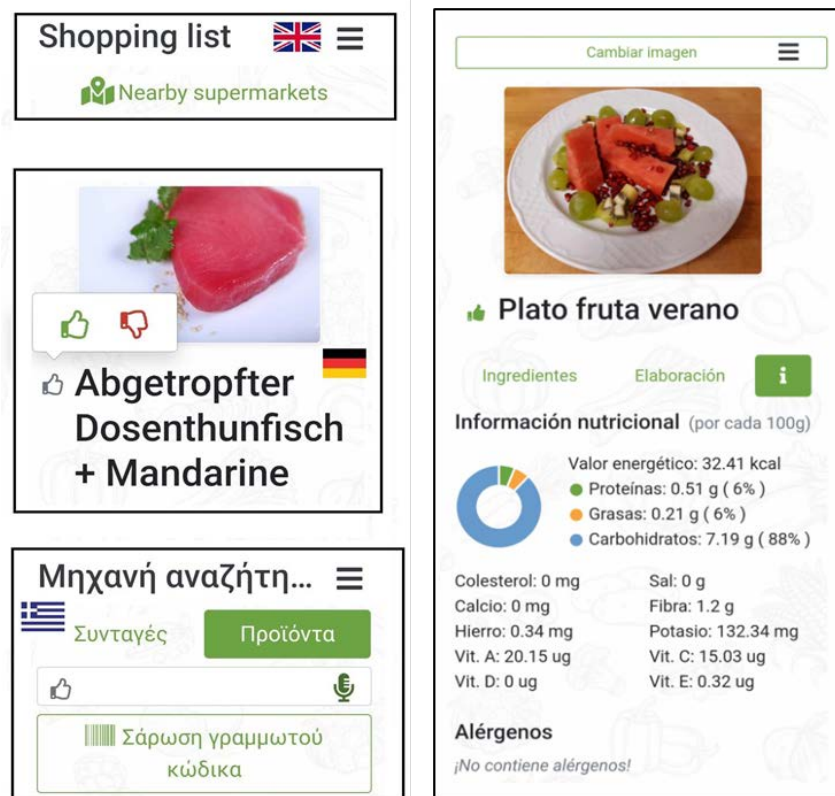 Shopping list
Nearby supermarkets
Abgetropfter
Dosenthunfisch
+ Mandarine
Μηχανή αναζήτη...
Συνταγές
Προϊόντα
Σάρωση γραμμωτού
κώδικα
Cambiar imagen
Plato fruta verano
Ingredientes
Elaboración
i
Información nutricional (por cada 100g)
Valor energético: 32.41 kcal
Proteínas: 0.51 g ( 6% )
Grasas: 0.21 g ( 6% )
Carbohidratos: 7.19 g ( 88% )
Colesterol: 0 mg Sal: 0 g
Calcio: 0 mg Fibra: 1.2 g
Hierro: 0.34 mg Potasio: 132.34 mg
Vit. A: 20.15 ug Vit. C: 15.03 ug
Vit. D: 0 ug Vit. E: 0.32 ug
Alérgenos
¡No contiene alérgenos!